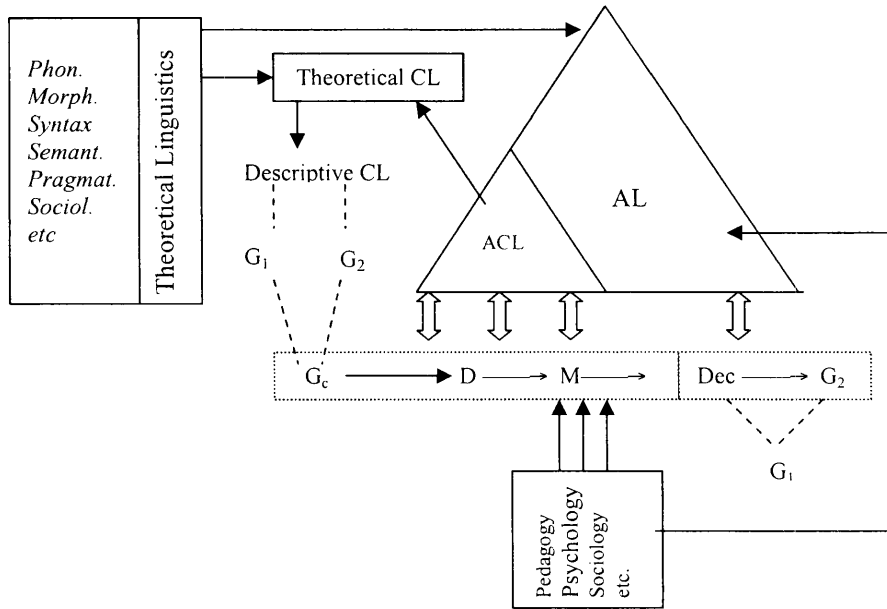 Phon.
Morph.
Syntax
Semant.
Pragmat.
Sociol.
etc
Theoretical Linguistics
Theoretical CL
Descriptive CL
G₁ G₂
ACL
AL
G꜀ D M Dec G₂
G₁
Pedagogy
Psychology
Sociology
etc.